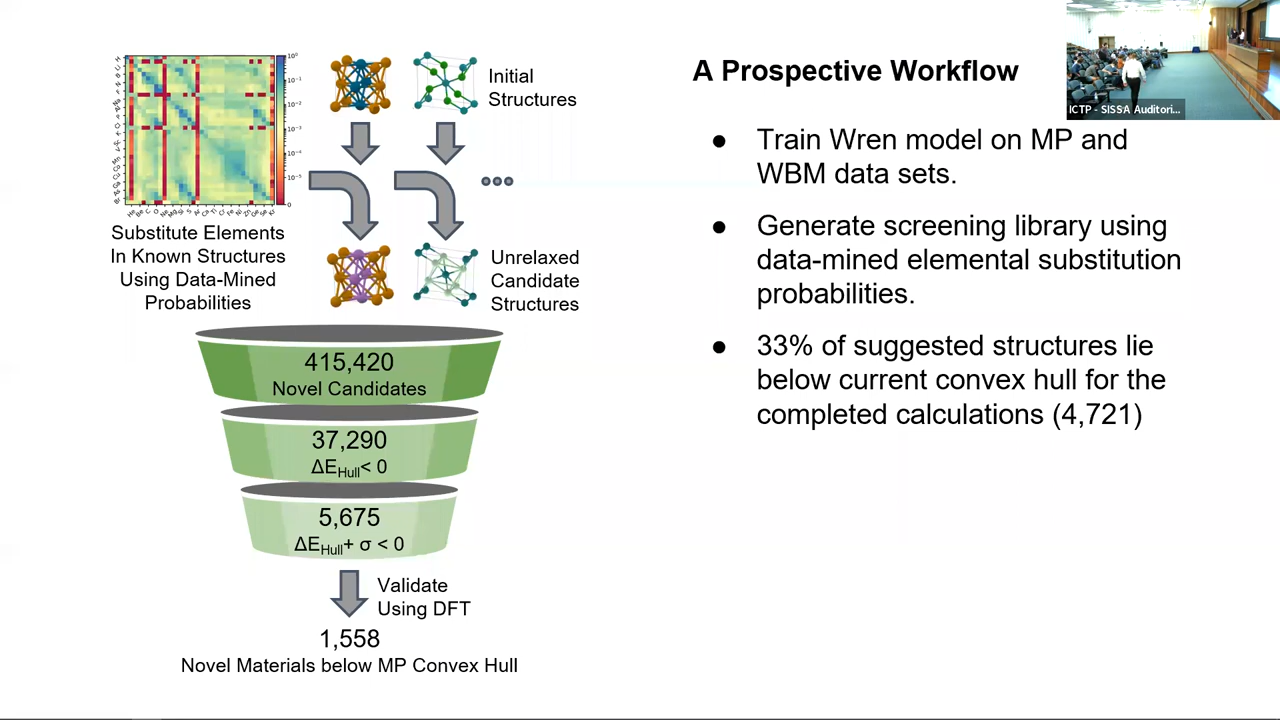 A Prospective Workflow
ICTP - SISSA Auditori...
● Train Wren model on MP and
WBM data sets.
● Generate screening library using
data-mined elemental substitution
probabilities.
● 33% of suggested structures lie
below current convex hull for the
completed calculations (4,721)
Initial
Structures
Substitute Elements
In Known Structures
Using Data-Mined
Probabilities
Unrelaxed
Candidate
Structures
415,420
Novel Candidates
37,290
ΔE_Hull< 0
5,675
ΔE_Hull+ σ < 0
Validate
Using DFT
1,558
Novel Materials below MP Convex Hull